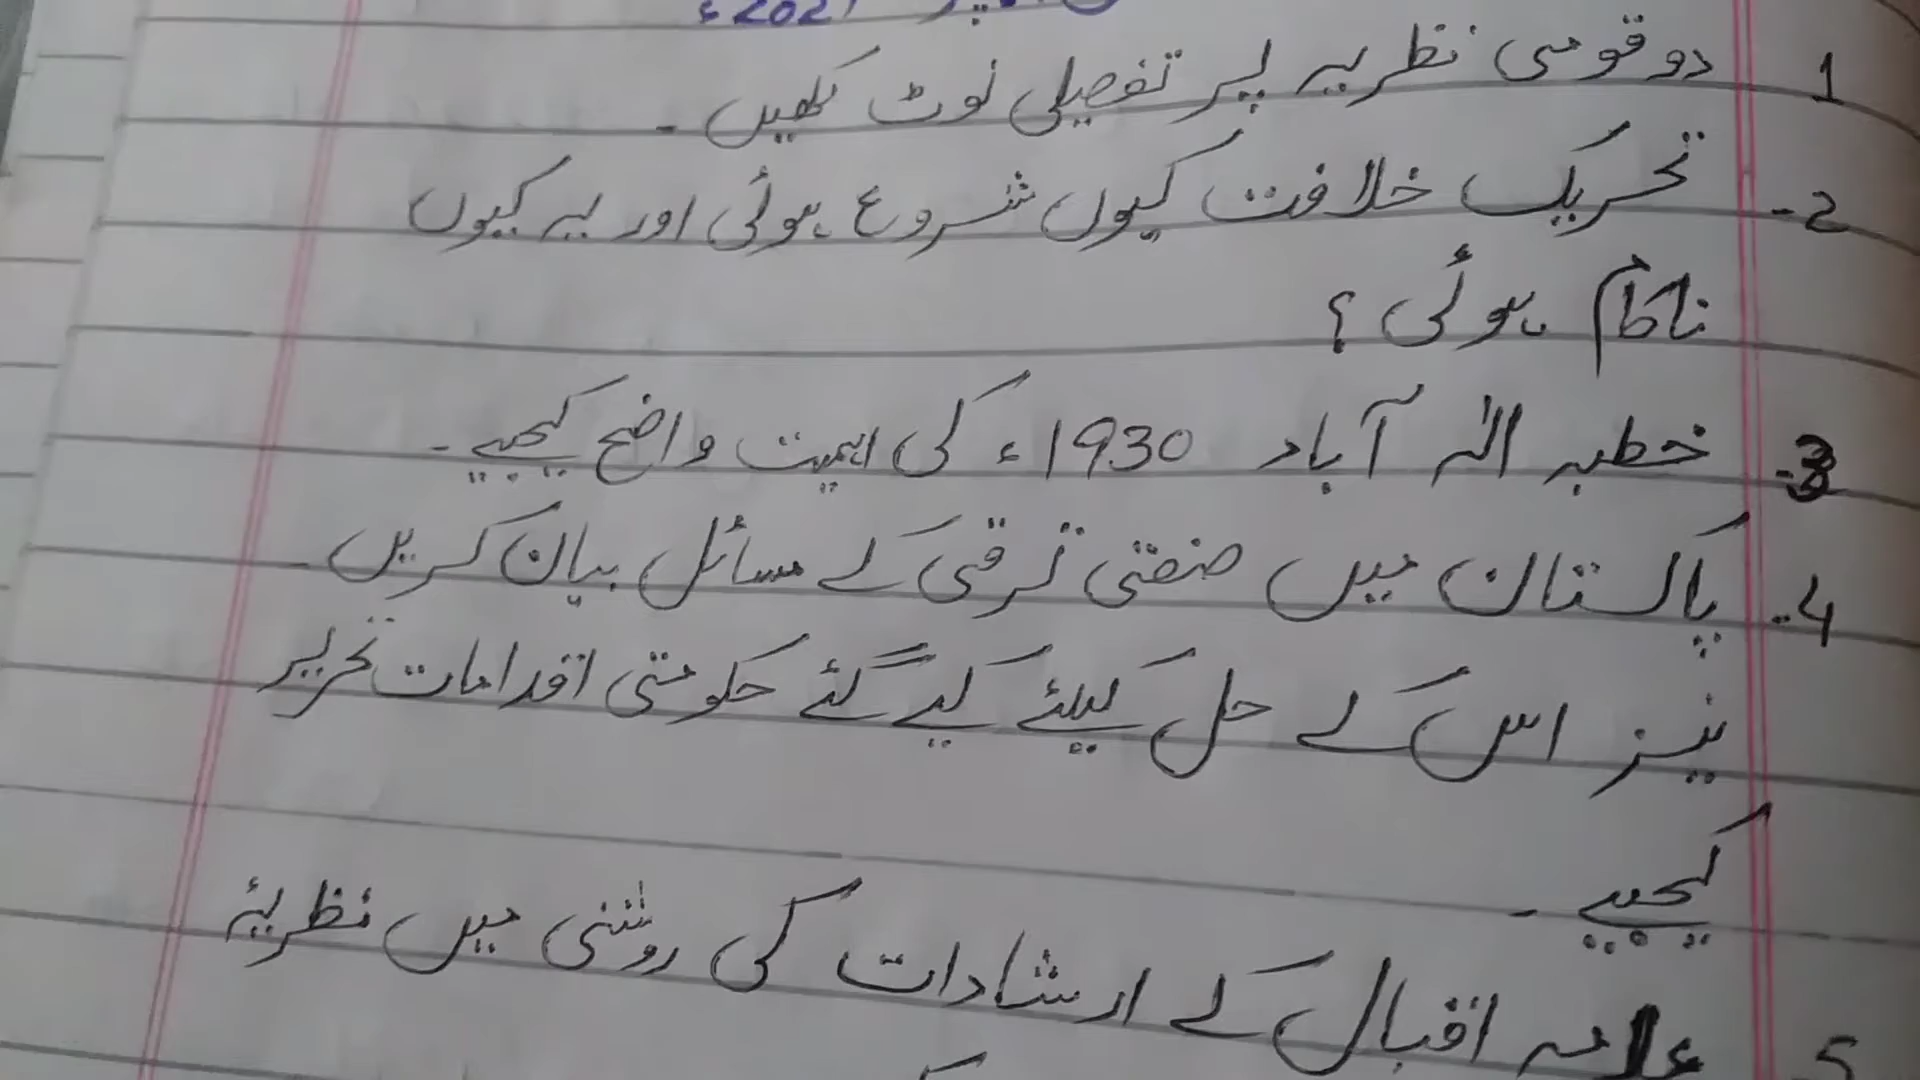 2021ء
1 دو قومی نظریہ پر تفصیلی نوٹ لکھیں۔
2- تحریک خلافت کیوں شروع ہوئی اور یہ کیوں
ناکام ہوئی؟
3- خطبہ الہ آباد 1930ء کی اہمیت واضح کیجیے۔
4- پاکستان میں صنعتی ترقی کے مسائل بیان کریں۔
نیز اس کے حل کیلئے کیے گئے حکومتی اقدامات تحریر
کیجیے۔
5 علامہ اقبال کے ارشادات کی روشنی میں نظریۂ